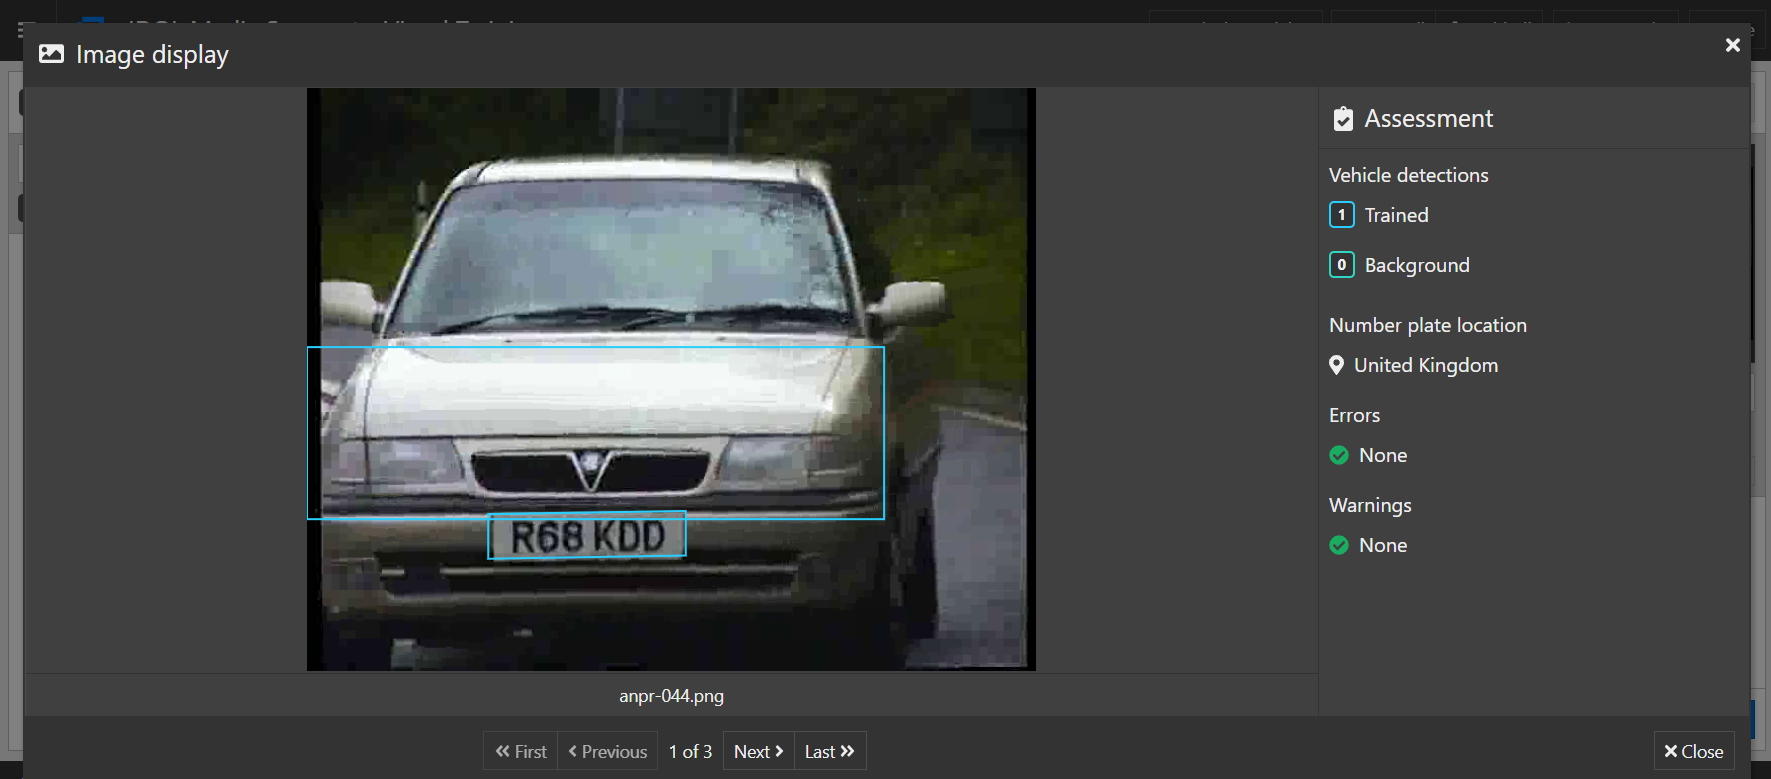 Image display
Assessment
Vehicle detections
1 Trained
0 Background
Number plate location
United Kingdom
Errors
None
Warnings
None
R68 KDD
anpr-044.png
First
Previous
1 of 3
Next
Last
Close